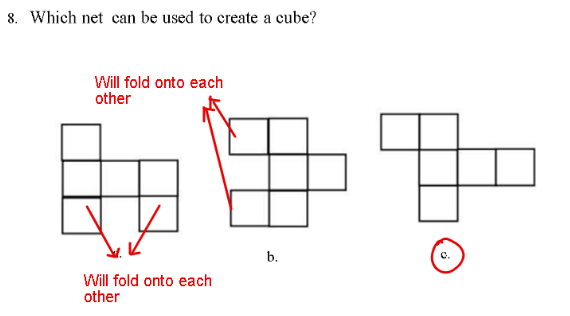 8. Which net can be used to create a cube?
Will fold onto each
other
b.
c.
Will fold onto each
other